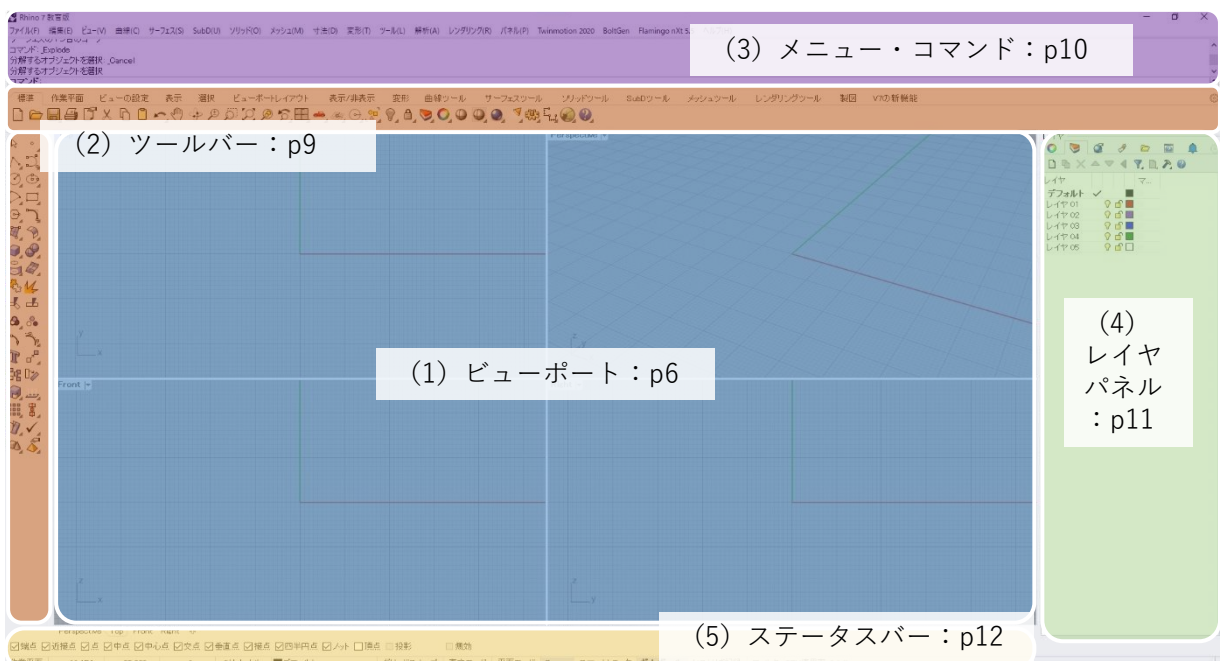 Rhino 7 教育版
ファイル(F) 編集(E) ビュー(V) 曲線(C) サーフェス(S) SubD(U) ソリッド(O) メッシュ(M) 寸法(D) 変形(T) ツール(L) 解析(A) レンダリング(R) パネル(P) Twinmotion 2020 BoltGen Flamingo nXt
コマンド: _Explode
分解するオブジェクトを選択: _Cancel
分解するオブジェクトを選択
コマンド:
(3) メニュー・コマンド：p10
標準 作業平面 ビューの設定 表示 選択 ビューポートレイアウト 表示/非表示 変形 曲線ツール サーフェスツール ソリッドツール SubDツール メッシュツール レンダリングツール 製図 V7の新機能
(2) ツールバー：p9
Perspective
レイヤ マ...
デフォルト
レイヤ 01
レイヤ 02
レイヤ 03
レイヤ 04
レイヤ 05
(4)
レイヤ
パネル
：p11
y
x
z
y
(1) ビューポート：p6
Front
z
x
z
y
(5) ステータスバー：p12
Perspective Top Front Right
端点 近接点 点 中点 中心点 交点 垂直点 接点 四半円点 ノット 頂点 投影 無効